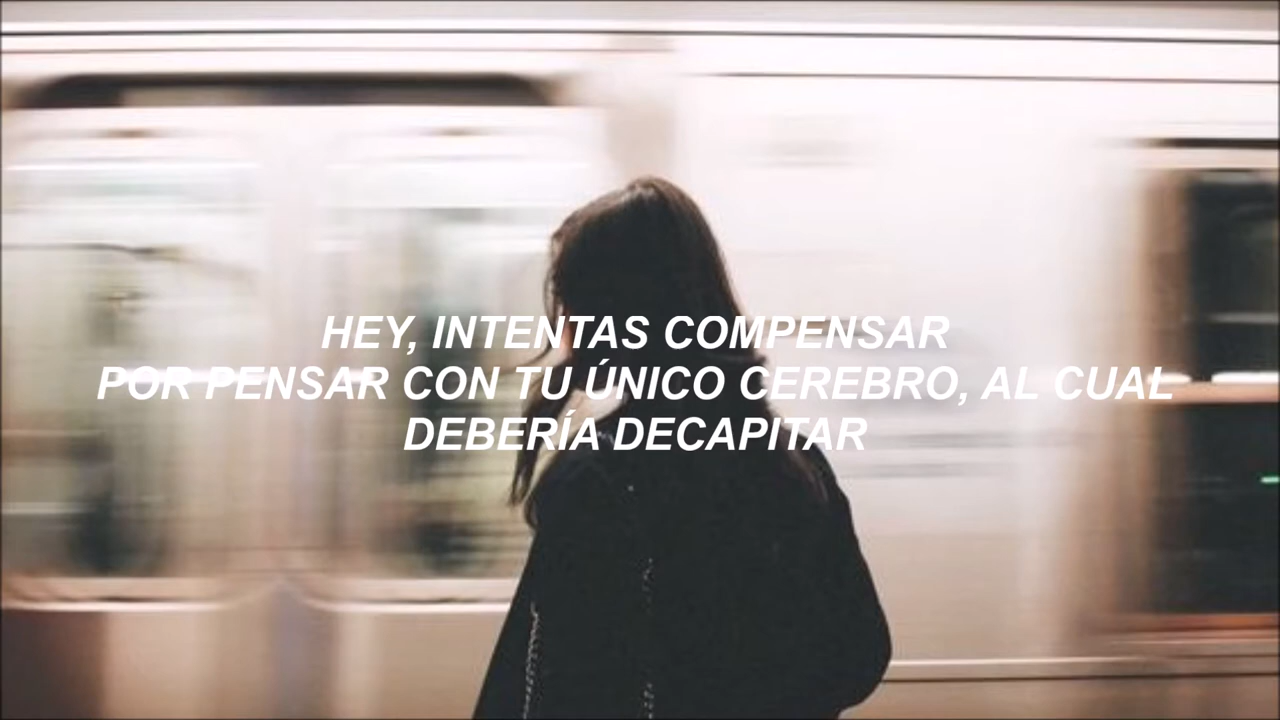 HEY, INTENTAS COMPENSAR
POR PENSAR CON TU ÚNICO CEREBRO, AL CUAL
DEBERÍA DECAPITAR